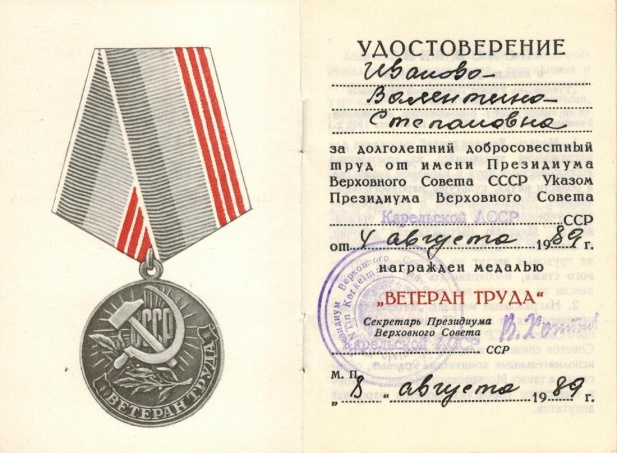 СССР
ВЕТЕРАН ТРУДА
УДОСТОВЕРЕНИЕ
Иванова
Валентина
Степановна
за долголетний добросовестный
труд от имени Президиума
Верховного Совета СССР Указом
Президиума Верховного Совета
Карельской АССР ССР
от 4 августа 1989 г.
награжден медалью
„ВЕТЕРАН ТРУДА“
Секретарь Президиума
Верховного Совета
Карельской АССР ССР
М. П.
„8“ августа 1989 г.